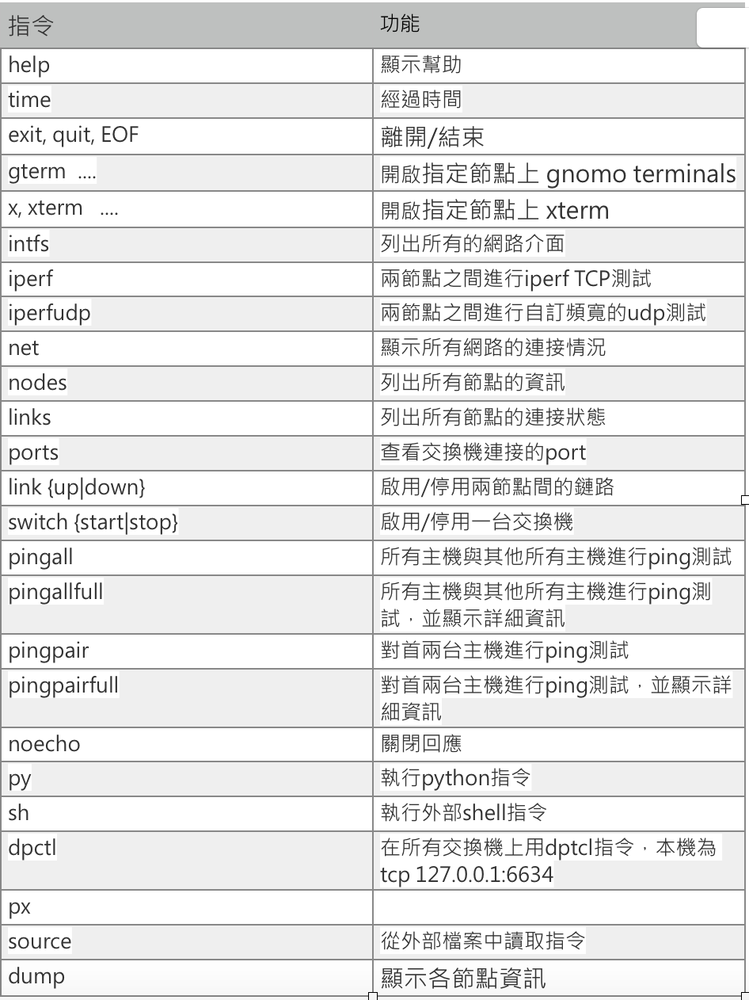 指令 功能
help 顯示幫助
time 經過時間
exit, quit, EOF 離開/結束
gterm .... 開啟指定節點上 gnomo terminals
x, xterm .... 開啟指定節點上 xterm
intfs 列出所有的網路介面
iperf 兩節點之間進行iperf TCP測試
iperfudp 兩節點之間進行自訂頻寬的udp測試
net 顯示所有網路的連接情況
nodes 列出所有節點的資訊
links 列出所有節點的連接狀態
ports 查看交換機連接的port
link {up|down} 啟用/停用兩節點間的鏈路
switch {start|stop} 啟用/停用一台交換機
pingall 所有主機與其他所有主機進行ping測試
pingallfull 所有主機與其他所有主機進行ping測
試，並顯示詳細資訊
pingpair 對首兩台主機進行ping測試
pingpairfull 對首兩台主機進行ping測試，並顯示詳
細資訊
noecho 關閉回應
py 執行python指令
sh 執行外部shell指令
dpctl 在所有交換機上用dptcl指令，本機為
tcp 127.0.0.1:6634
px
source 從外部檔案中讀取指令
dump 顯示各節點資訊